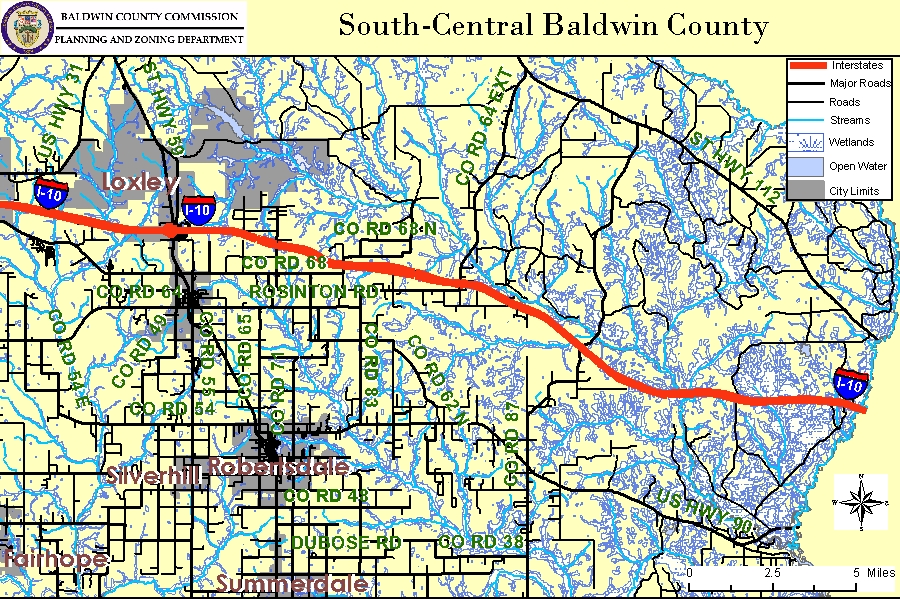 BALDWIN COUNTY COMMISSION
PLANNING AND ZONING DEPARTMENT
South-Central Baldwin County
Interstates
Major Roads
Roads
Streams
Wetlands
Open Water
City Limits
US HWY 31
ST HWY 59
CO RD 64 EXT
ST HWY 112
Loxley
I-10
I-10
CO RD 68 N
CO RD 68
CO RD 64
ROSINTON RD
CO RD 54 E
CO RD 49
CO RD 55
CO RD 65
CO RD 71
CO RD 83
CO RD 62 N
CO RD 87
I-10
CO RD 54
Silverhill
Robertsdale
CO RD 48
US HWY 90
N
W
E
S
DUBOSE RD
CO RD 38
Fairhope
Summerdale
0 2.5 5 Miles